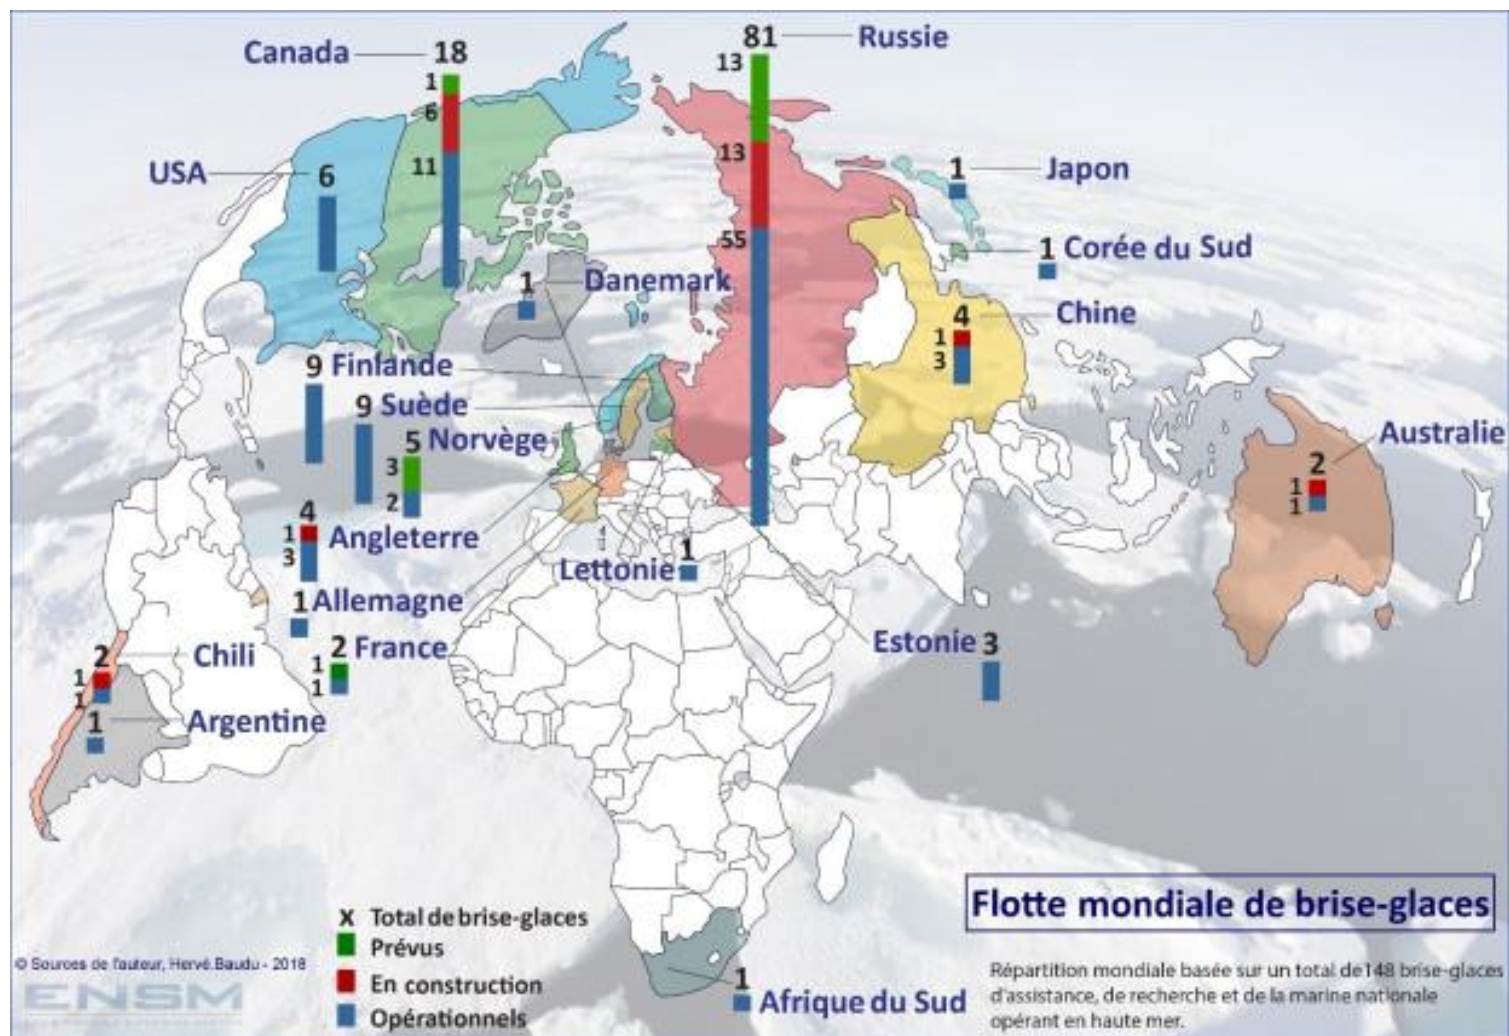 Canada 18
1
6
11
81 Russie
13
13
55
USA 6
1 Japon
1 Corée du Sud
1 Danemark
Chine
4
1
3
9 Finlande
9 Suède
5 Norvège
3
2
Australie
2
1
1
4
1
3
Angleterre
1
Lettonie
1 Allemagne
2 France
1
1
Estonie 3
2 Chili
1
1
1 Argentine
Flotte mondiale de brise-glaces
x Total de brise-glaces
Prévus
En construction
Opérationnels
© Sources de l'auteur, Hervé.Baudu - 2018
ENSM
1 Afrique du Sud
Répartition mondiale basée sur un total de148 brise-glaces
d'assistance, de recherche et de la marine nationale
opérant en haute mer.